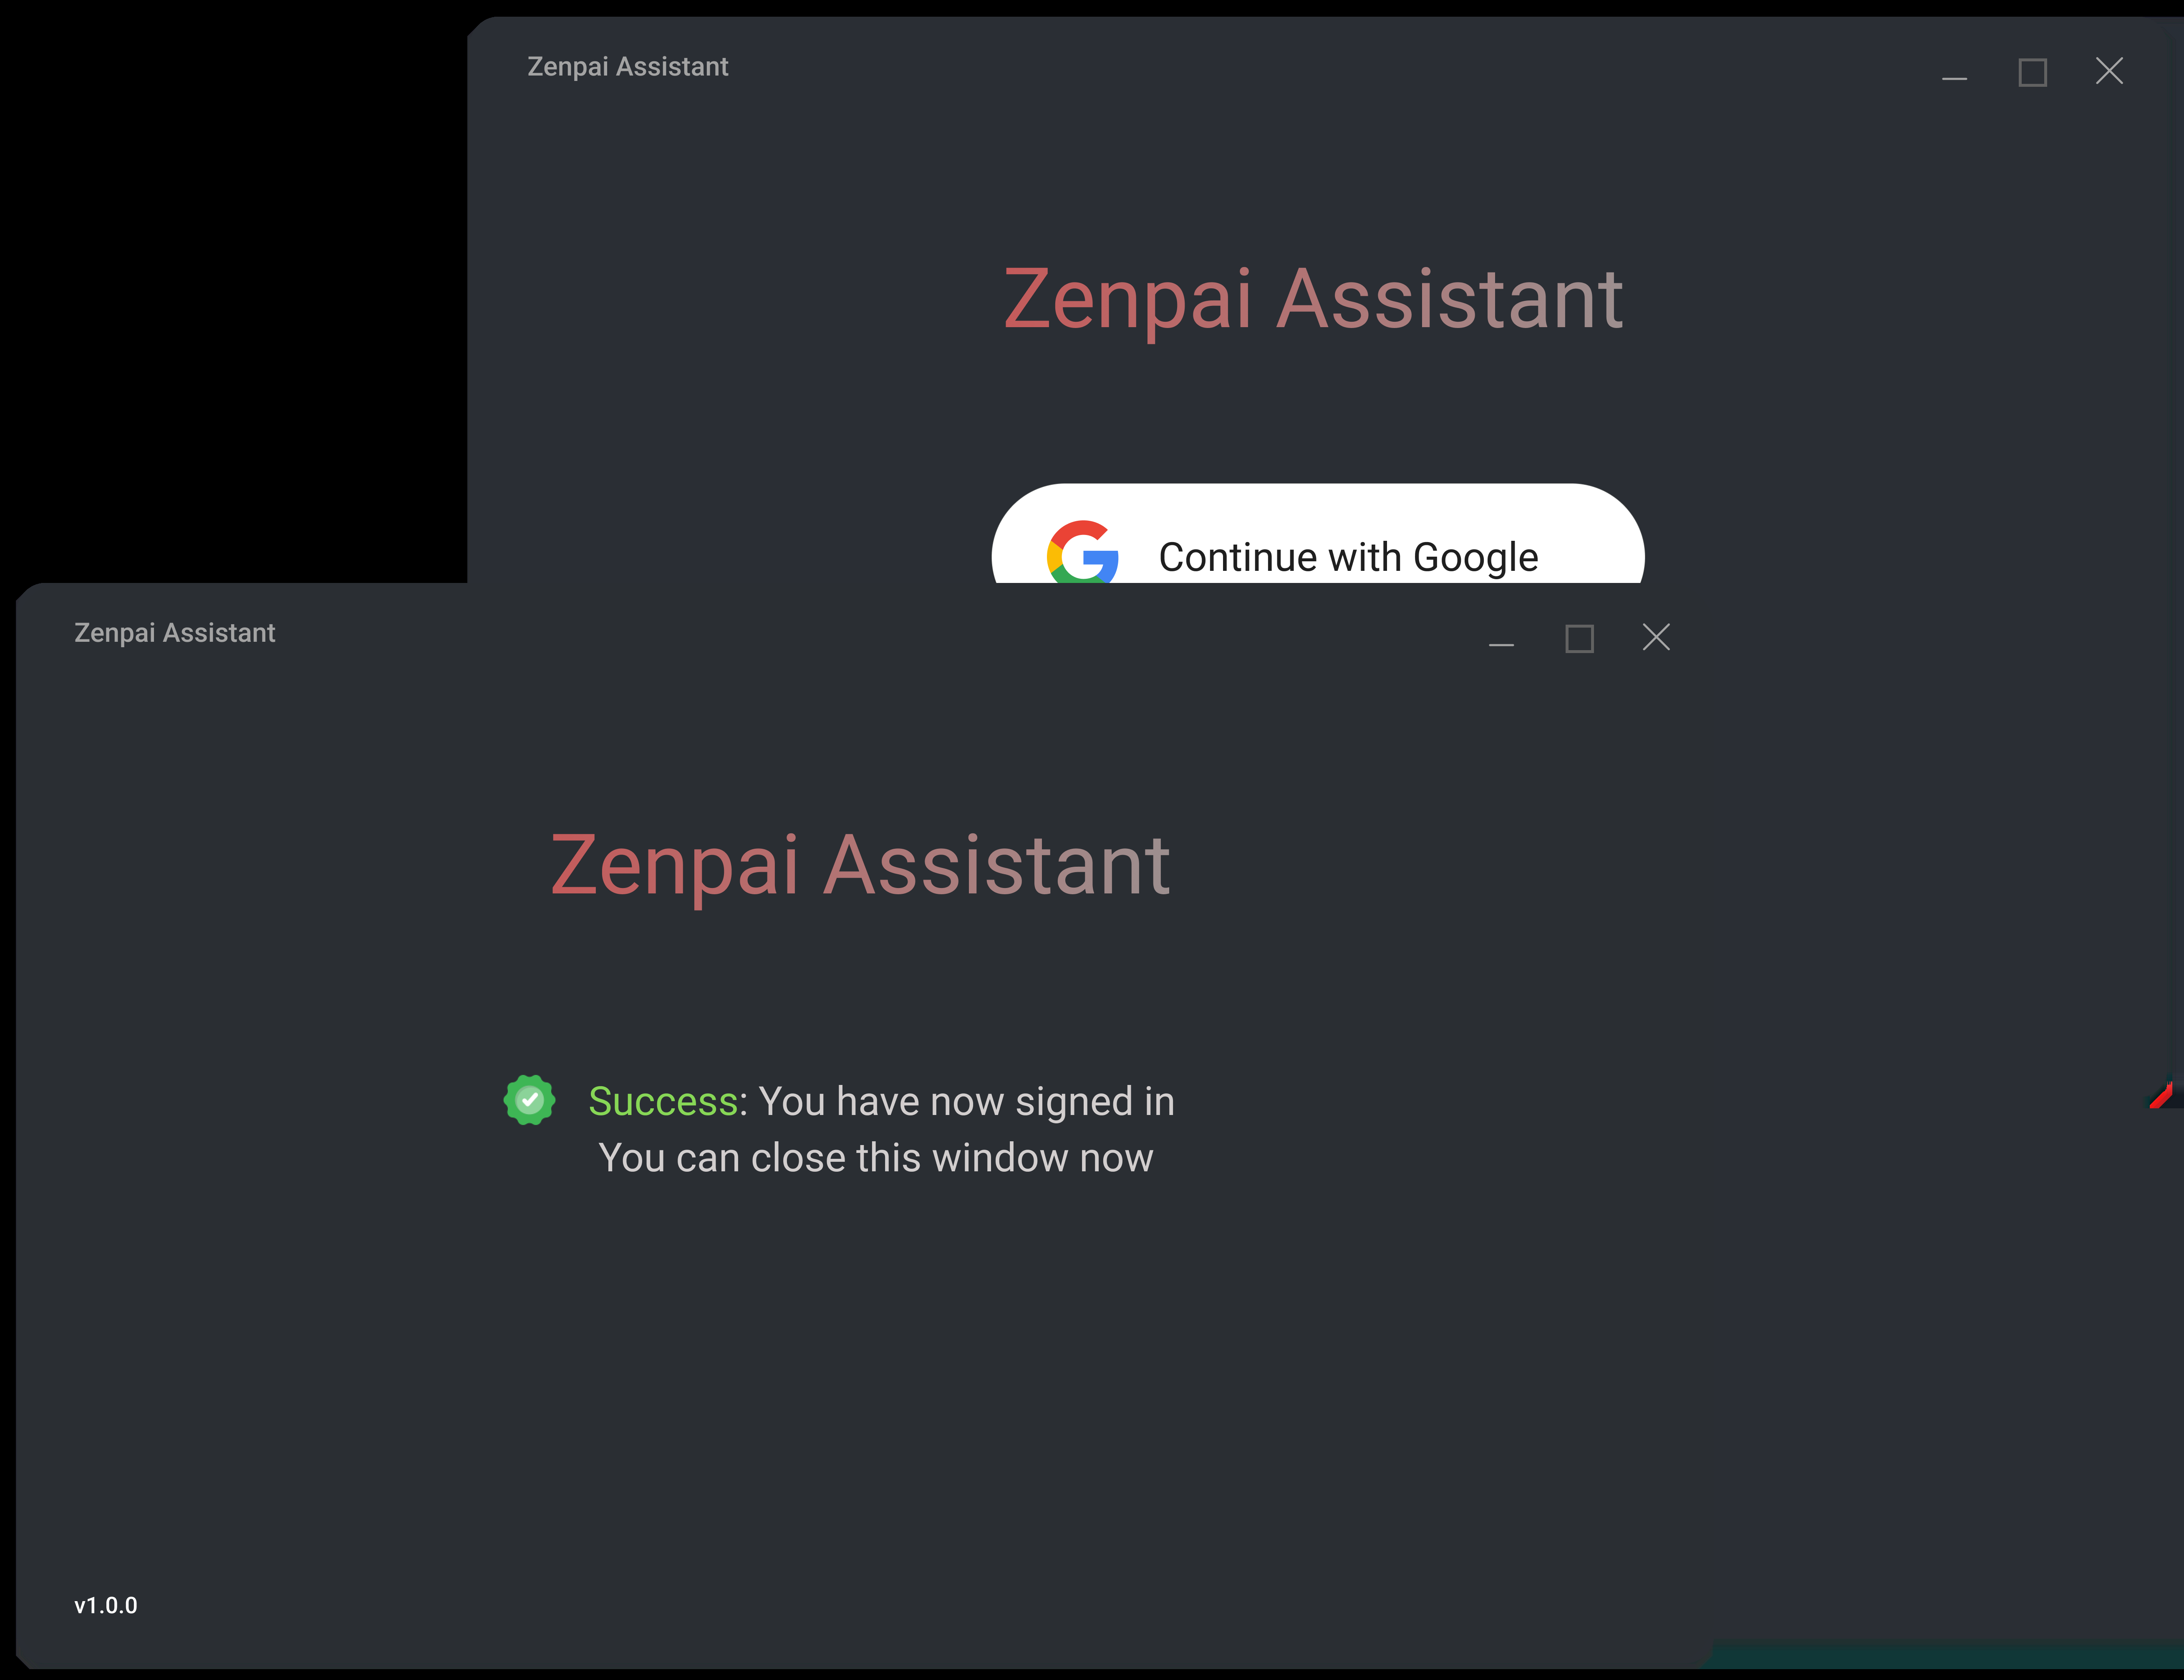 Zenpai Assistant
Zenpai Assistant
Continue with Google
Zenpai Assistant
Zenpai Assistant
Success: You have now signed in
You can close this window now
v1.0.0